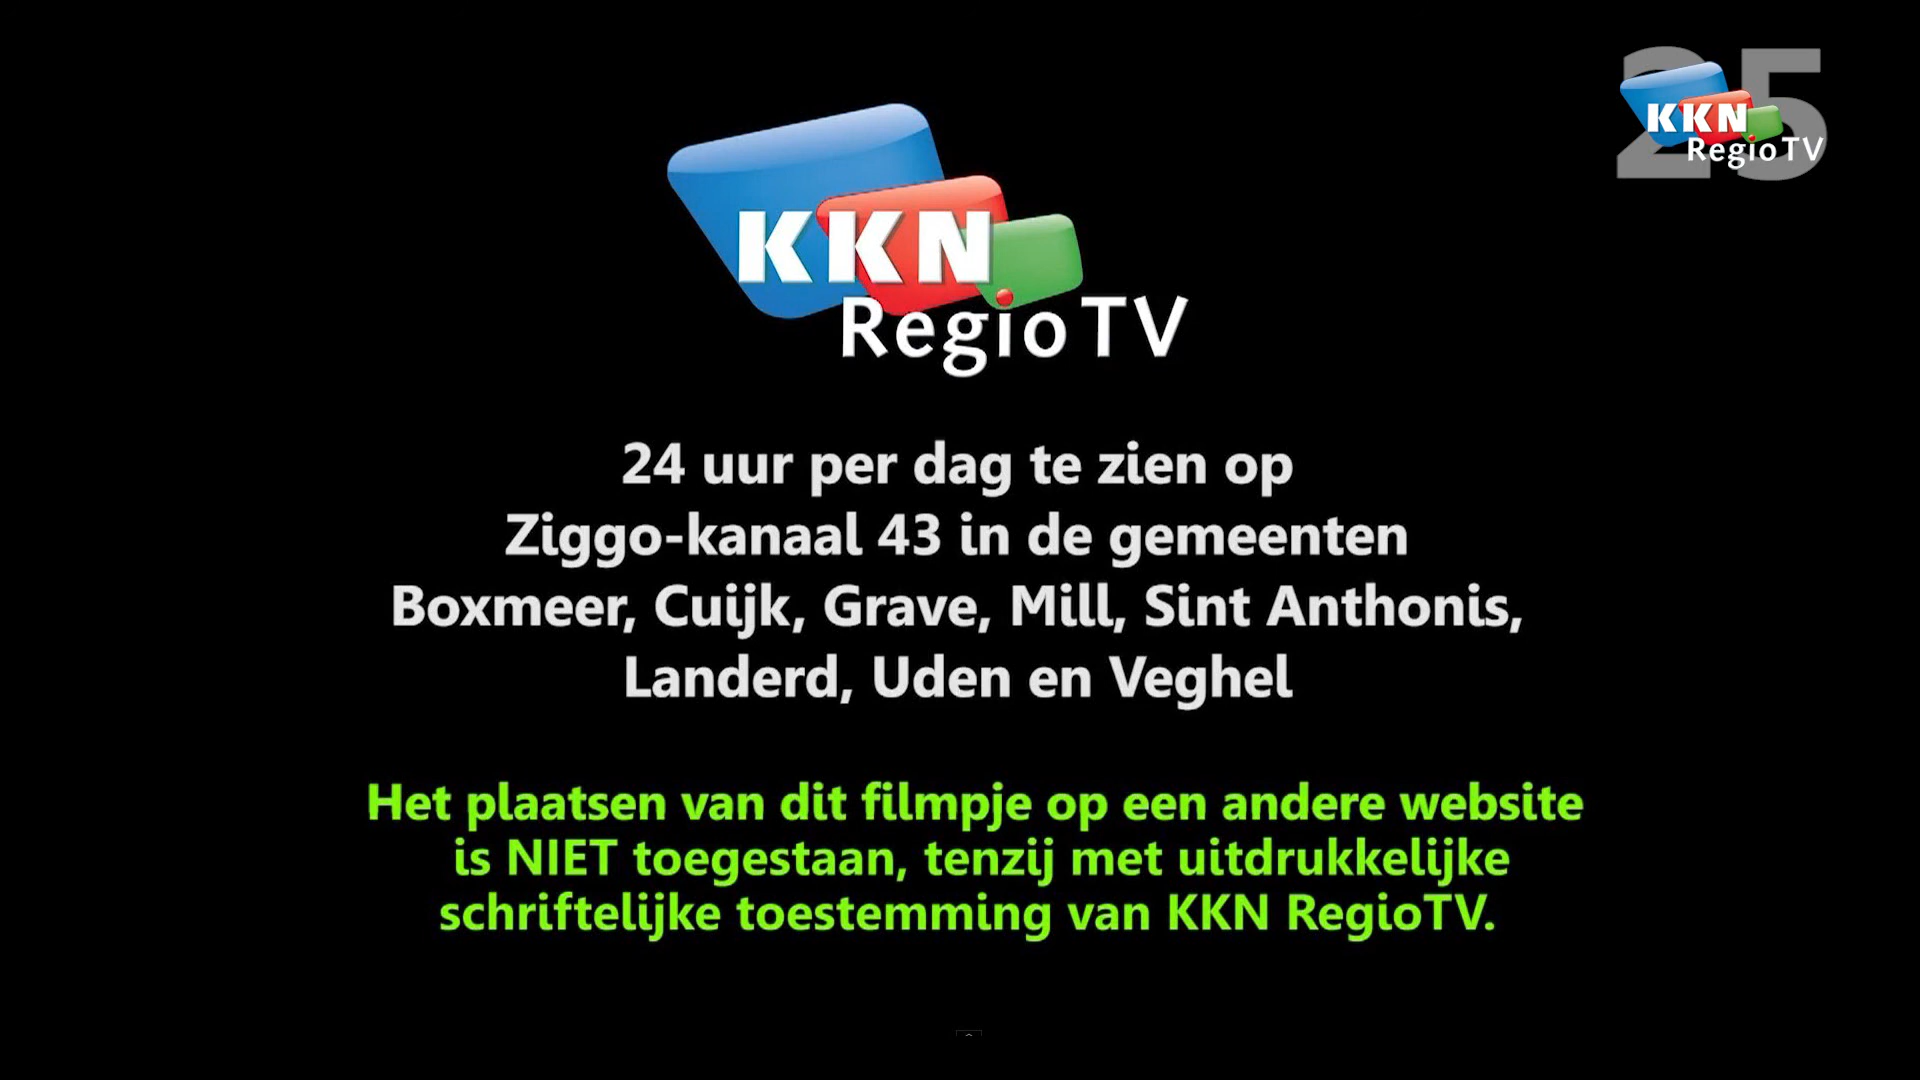 25
KKN
RegioTV
KKN
RegioTV
24 uur per dag te zien op
Ziggo-kanaal 43 in de gemeenten
Boxmeer, Cuijk, Grave, Mill, Sint Anthonis,
Landerd, Uden en Veghel
Het plaatsen van dit filmpje op een andere website
is NIET toegestaan, tenzij met uitdrukkelijke
schriftelijke toestemming van KKN RegioTV.